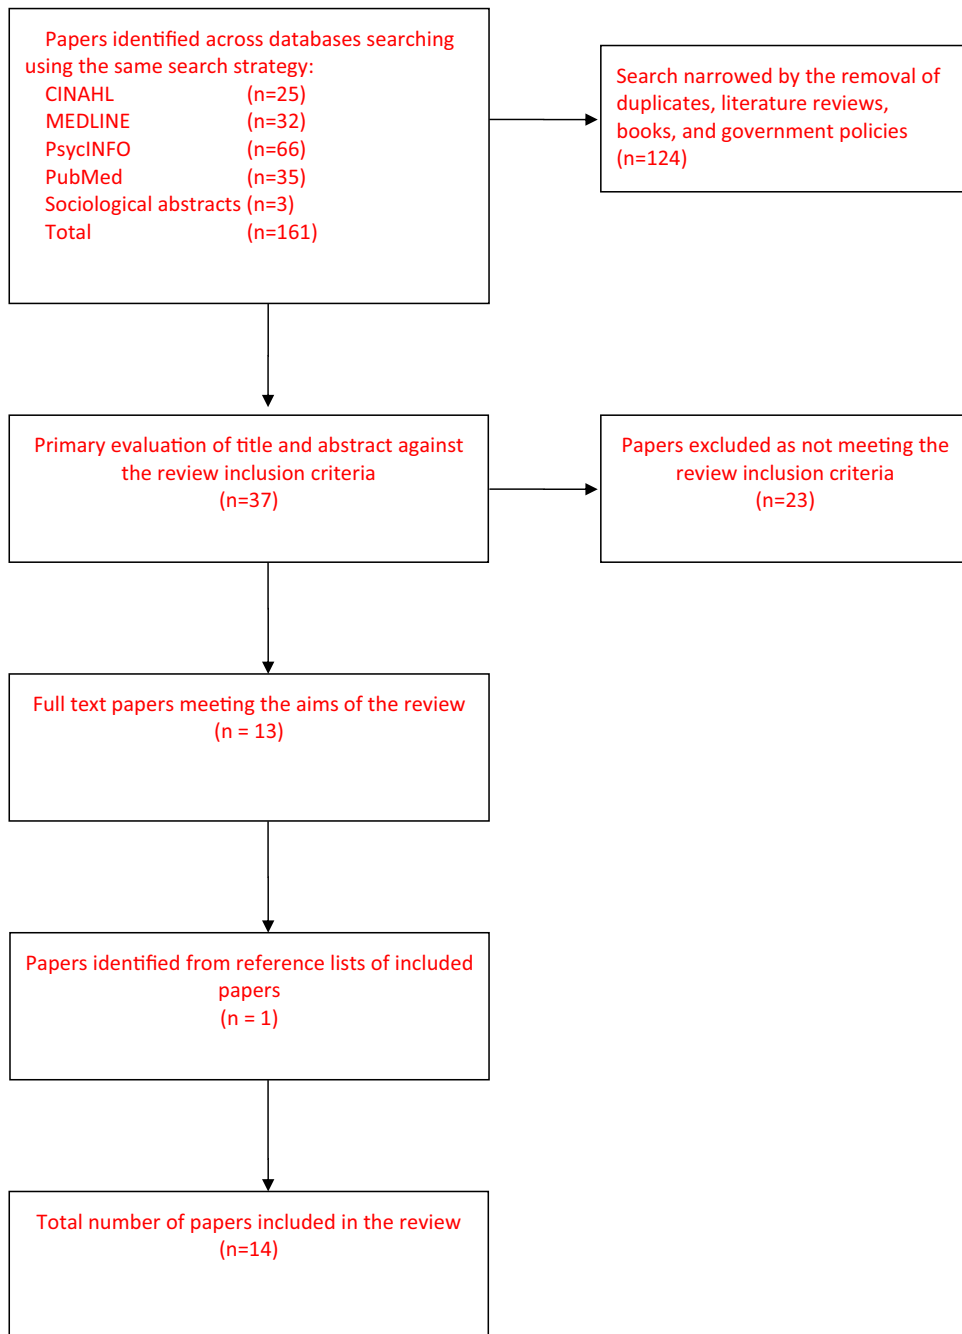 Papers identified across databases searching
using the same search strategy:
CINAHL (n=25)
MEDLINE (n=32)
PsycINFO (n=66)
PubMed (n=35)
Sociological abstracts (n=3)
Total (n=161)
Search narrowed by the removal of
duplicates, literature reviews,
books, and government policies
(n=124)
Primary evaluation of title and abstract against
the review inclusion criteria
(n=37)
Papers excluded as not meeting the
review inclusion criteria
(n=23)
Full text papers meeting the aims of the review
(n = 13)
Papers identified from reference lists of included
papers
(n = 1)
Total number of papers included in the review
(n=14)